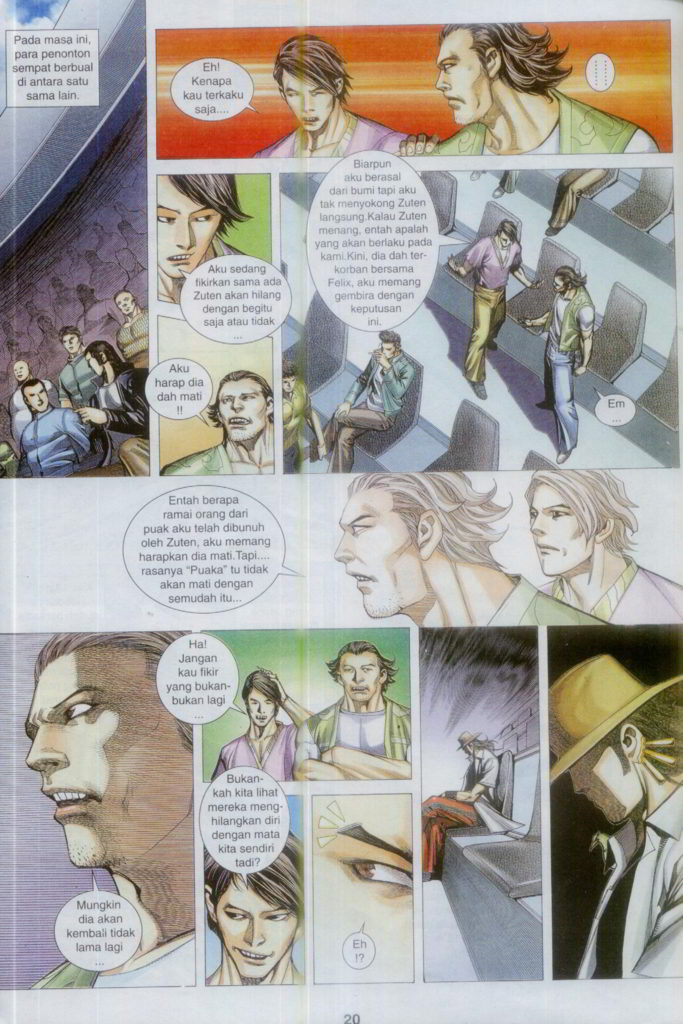 Pada masa ini,
para penonton
sempat berbual
di antara satu
sama lain.
Eh!
Kenapa
kau terkaku
saja....
Aku sedang
fikirkan sama ada
Zuten akan hilang
dengan begitu
saja atau tidak
...
Aku
harap dia
dah mati
!!
Biarpun
aku berasal
dari bumi tapi aku
tak menyokong Zuten
langsung.Kalau Zuten
menang, entah apalah
yang akan berlaku pada
kami.Kini, dia dah ter-
korban bersama
Felix, aku memang
gembira dengan
keputusan
ini.
Em
...
Entah berapa
ramai orang dari
puak aku telah dibunuh
oleh Zuten, aku memang
harapkan dia mati.Tapi....
rasanya “Puaka” tu tidak
akan mati dengan
semudah itu...
Mungkin
dia akan
kembali tidak
lama lagi
...
Ha!
Jangan
kau fikir
yang bukan-
bukan lagi
...
Bukan-
kah kita lihat
mereka meng-
hilangkan diri
dengan mata
kita sendiri
tadi?
Eh
!?
20